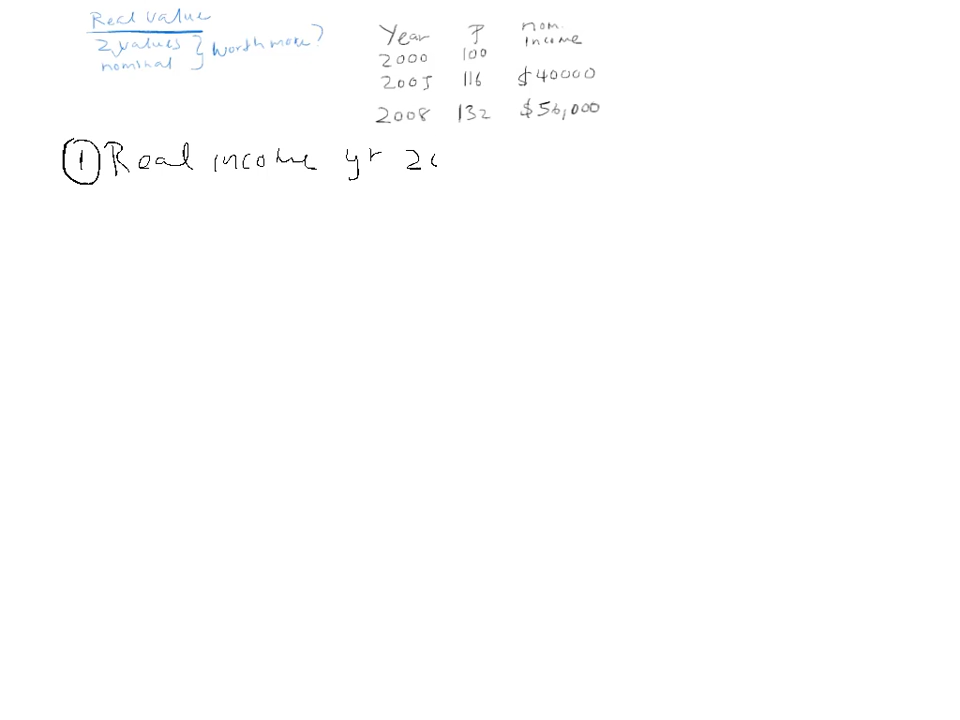 Real value
2 values } worth more?
nominal
Year P nom. income
2000 100
2005 116 $40000
2008 132 $56,000
① Real income yr 20